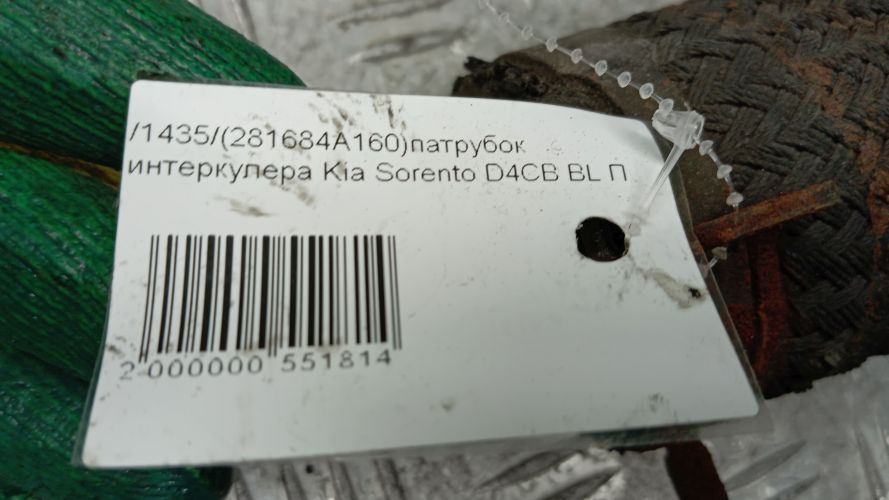 /1435/(281684A160)патрубок
интеркулера Kia Sorento D4CB BL П
2 000000 551814